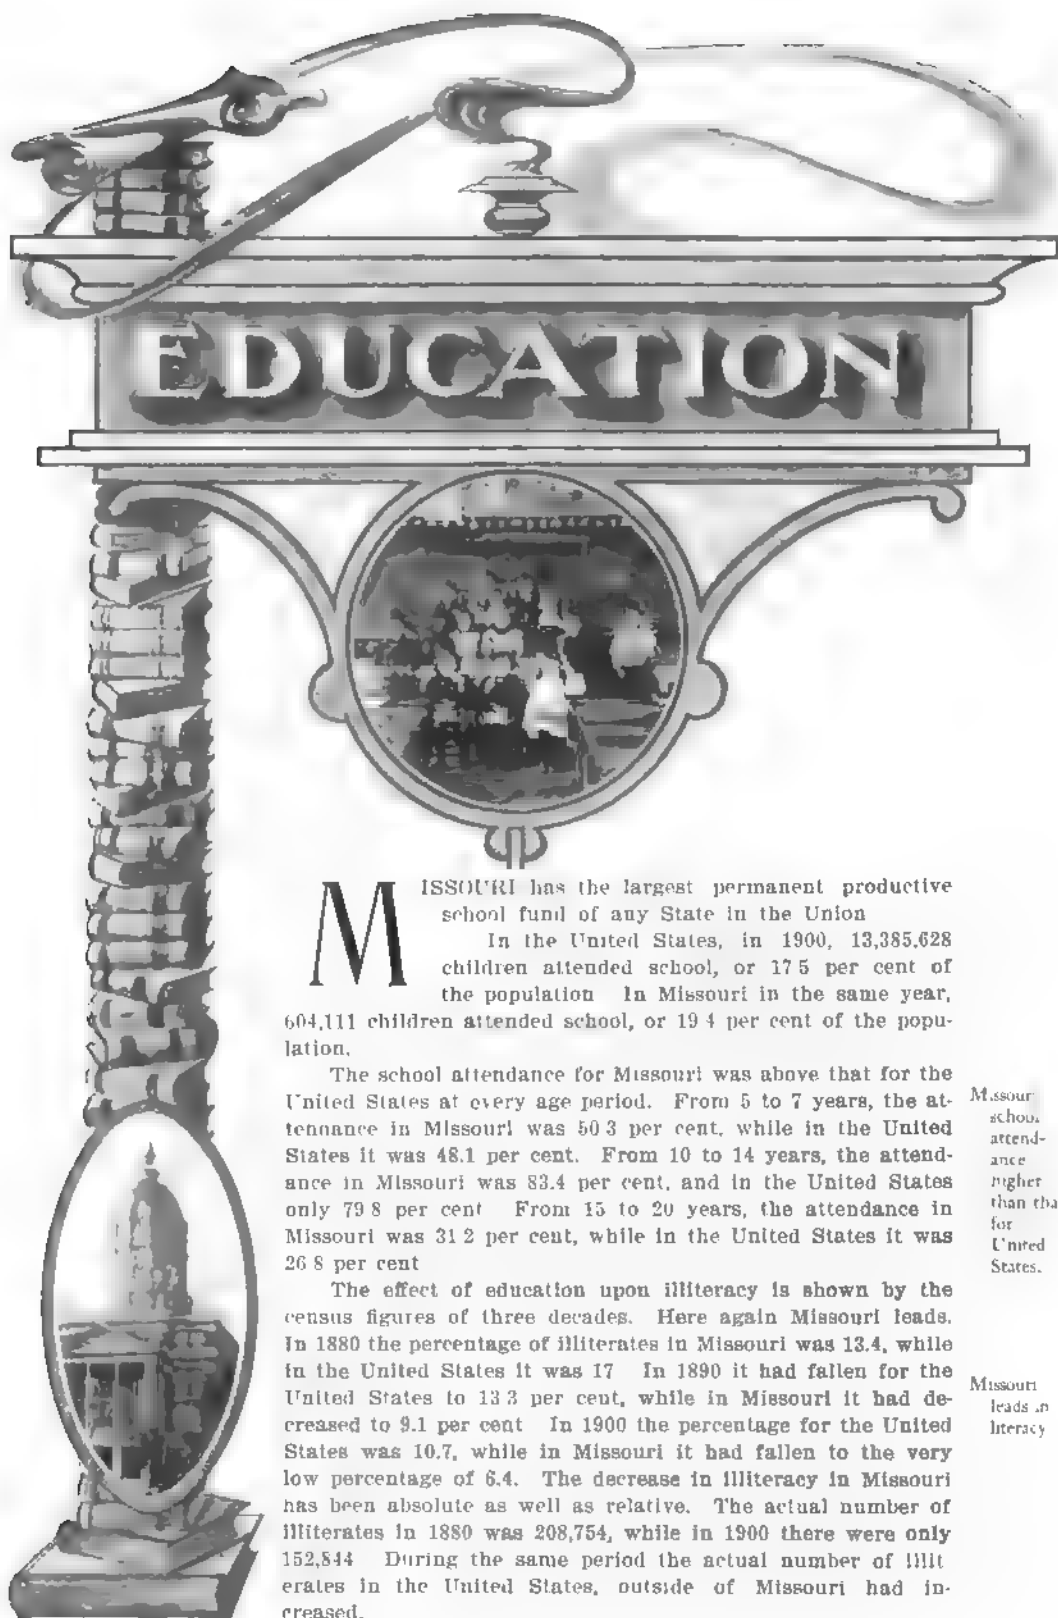 EDUCATION
MISSOURI has the largest permanent productive
school fund of any State in the Union
In the United States, in 1900, 13,385,628
children attended school, or 17 5 per cent of
the population In Missouri in the same year,
604,111 children attended school, or 19 4 per cent of the popu-
lation.
The school attendance for Missouri was above that for the
United States at every age period. From 5 to 7 years, the at-
tennance in Missouri was 50 3 per cent, while in the United
States it was 48.1 per cent. From 10 to 14 years, the attend-
ance in Missouri was 83.4 per cent, and in the United States
only 79 8 per cent From 15 to 20 years, the attendance in
Missouri was 31 2 per cent, while in the United States it was
26 8 per cent
Missouri
school
attend-
ance
higher
than tha
for
United
States.
The effect of education upon illiteracy is shown by the
census figures of three decades. Here again Missouri leads.
In 1880 the percentage of illiterates in Missouri was 13.4, while
in the United States it was 17 In 1890 it had fallen for the
United States to 13 3 per cent, while in Missouri it had de-
creased to 9.1 per cent In 1900 the percentage for the United
States was 10.7, while in Missouri it had fallen to the very
low percentage of 6.4. The decrease in illiteracy in Missouri
has been absolute as well as relative. The actual number of
illiterates in 1880 was 208,754, while in 1900 there were only
152,844 During the same period the actual number of illit
erates in the United States, outside of Missouri had in-
creased.
Missouri
leads in
literacy